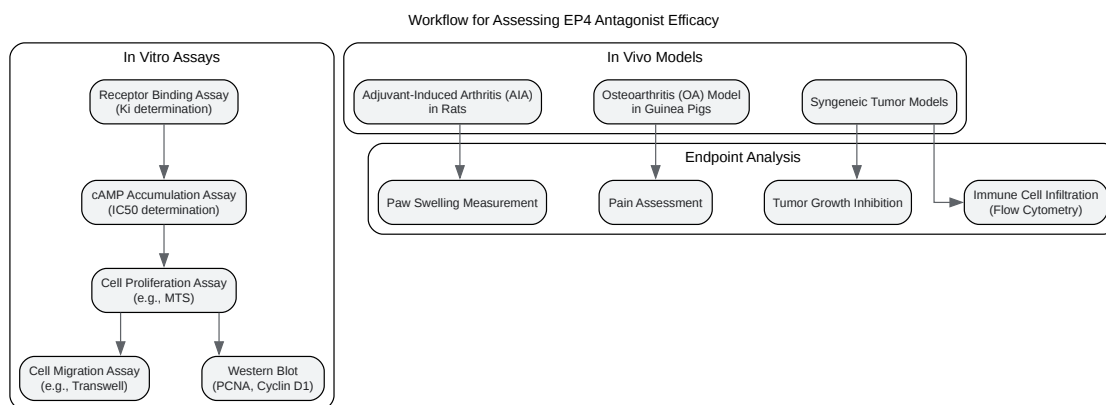 Workflow for Assessing EP4 Antagonist Efficacy
In Vitro Assays
Receptor Binding Assay
(Ki determination)
cAMP Accumulation Assay
(IC50 determination)
Cell Proliferation Assay
(e.g., MTS)
Cell Migration Assay
(e.g., Transwell)
Western Blot
(PCNA, Cyclin D1)
In Vivo Models
Adjuvant-Induced Arthritis (AIA)
in Rats
Osteoarthritis (OA) Model
in Guinea Pigs
Syngeneic Tumor Models
Endpoint Analysis
Paw Swelling Measurement
Pain Assessment
Tumor Growth Inhibition
Immune Cell Infiltration
(Flow Cytometry)